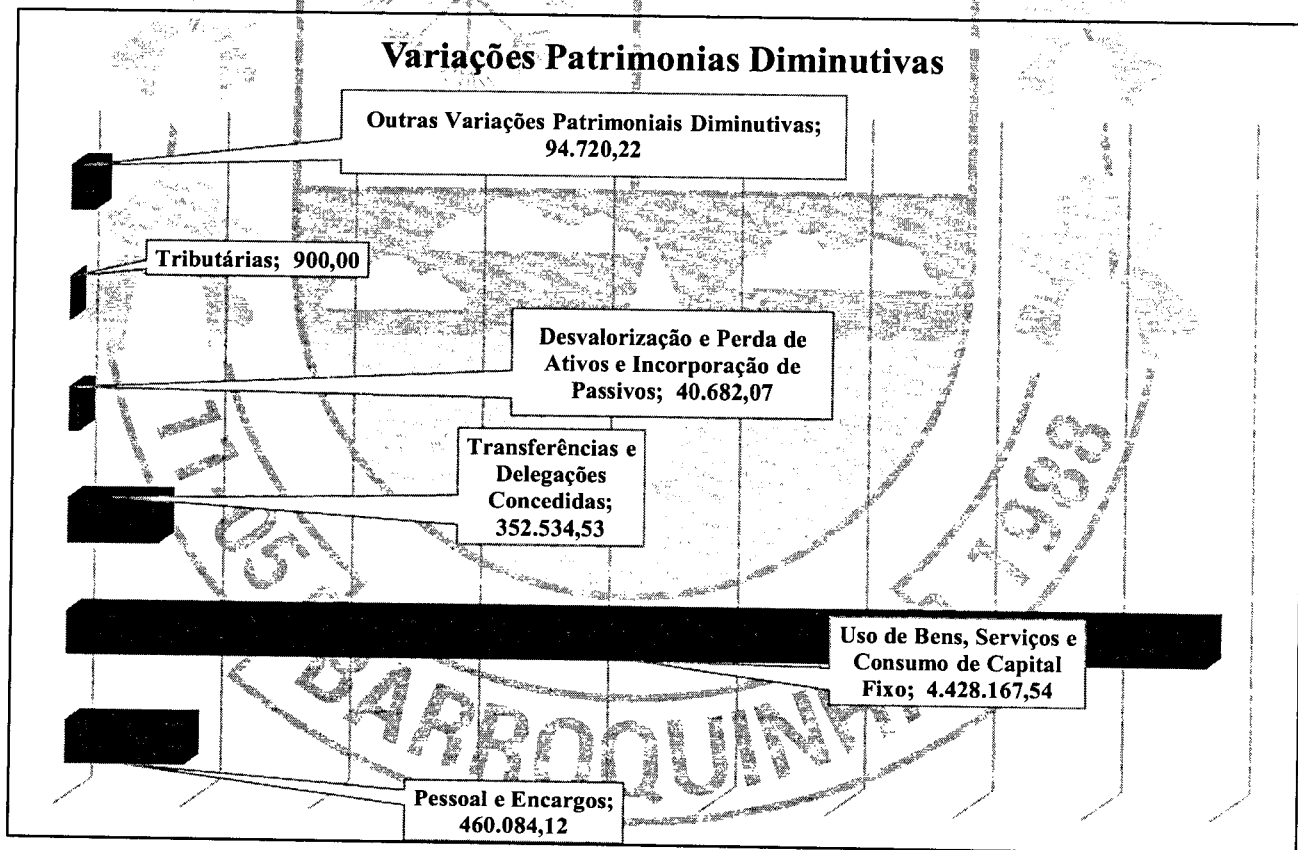 Variações Patrimonias Diminutivas
Outras Variações Patrimoniais Diminutivas;
94.720,22
Tributárias; 900,00
Desvalorização e Perda de
Ativos e Incorporação de
Passivos; 40.682,07
Transferências e
Delegações
Concedidas;
352.534,53
Uso de Bens, Serviços e
Consumo de Capital
Fixo; 4.428.167,54
Pessoal e Encargos;
460.084,12
1988